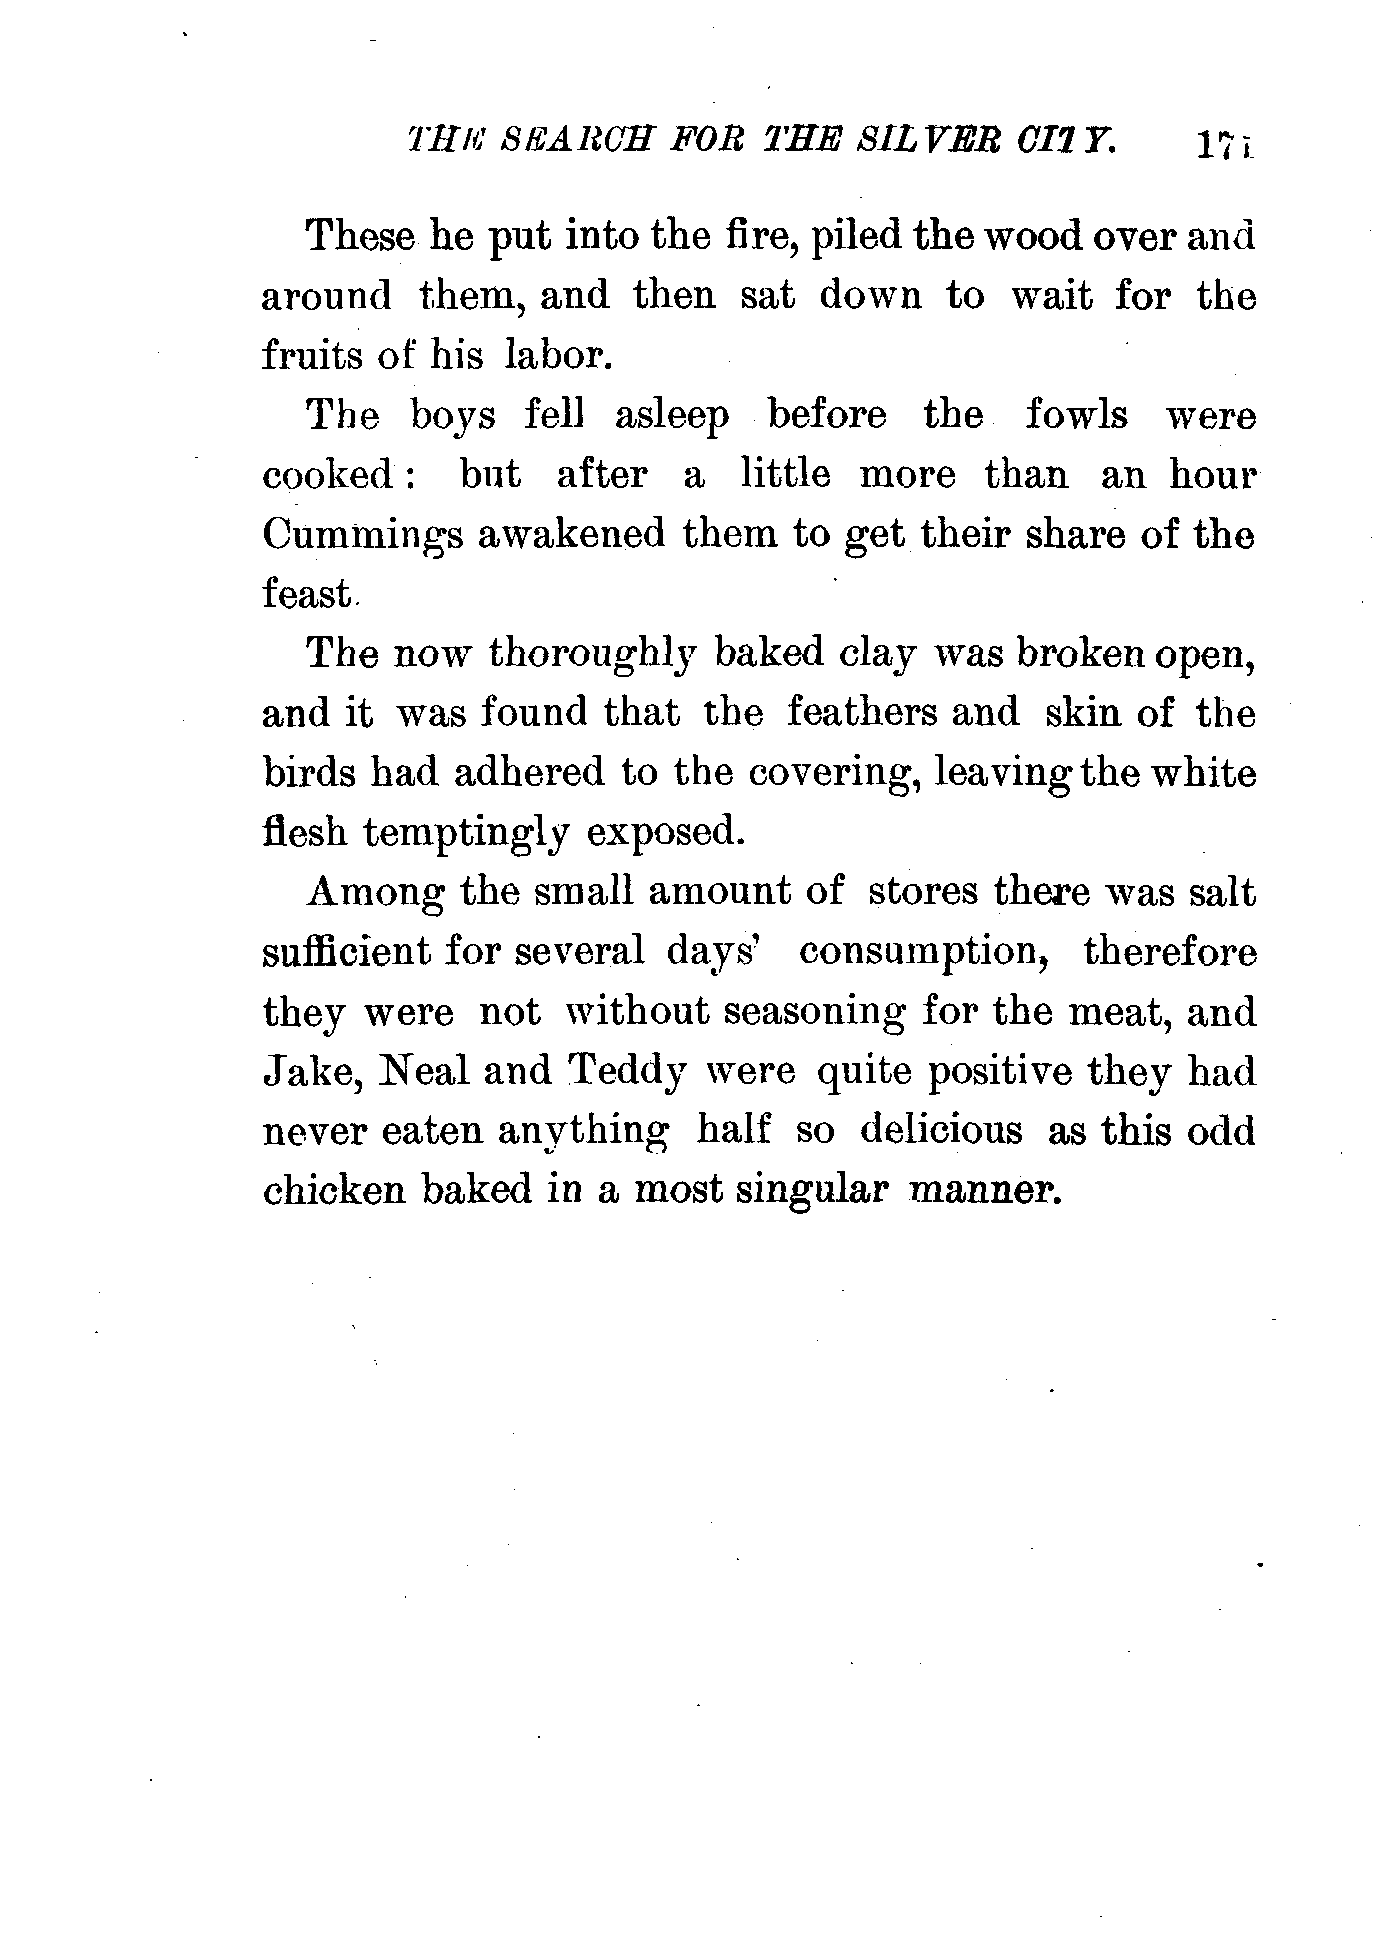 THE SEARCH FOR THE SILVER CITY. 171
These he put into the fire, piled the wood over and
around them, and then sat down to wait for the
fruits of his labor.
The boys fell asleep before the fowls were
cooked: but after a little more than an hour
Cummings awakened them to get their share of the
feast.
The now thoroughly baked clay was broken open,
and it was found that the feathers and skin of the
birds had adhered to the covering, leaving the white
flesh temptingly exposed.
Among the small amount of stores there was salt
sufficient for several days' consumption, therefore
they were not without seasoning for the meat, and
Jake, Neal and Teddy were quite positive they had
never eaten anything half so delicious as this odd
chicken baked in a most singular manner.